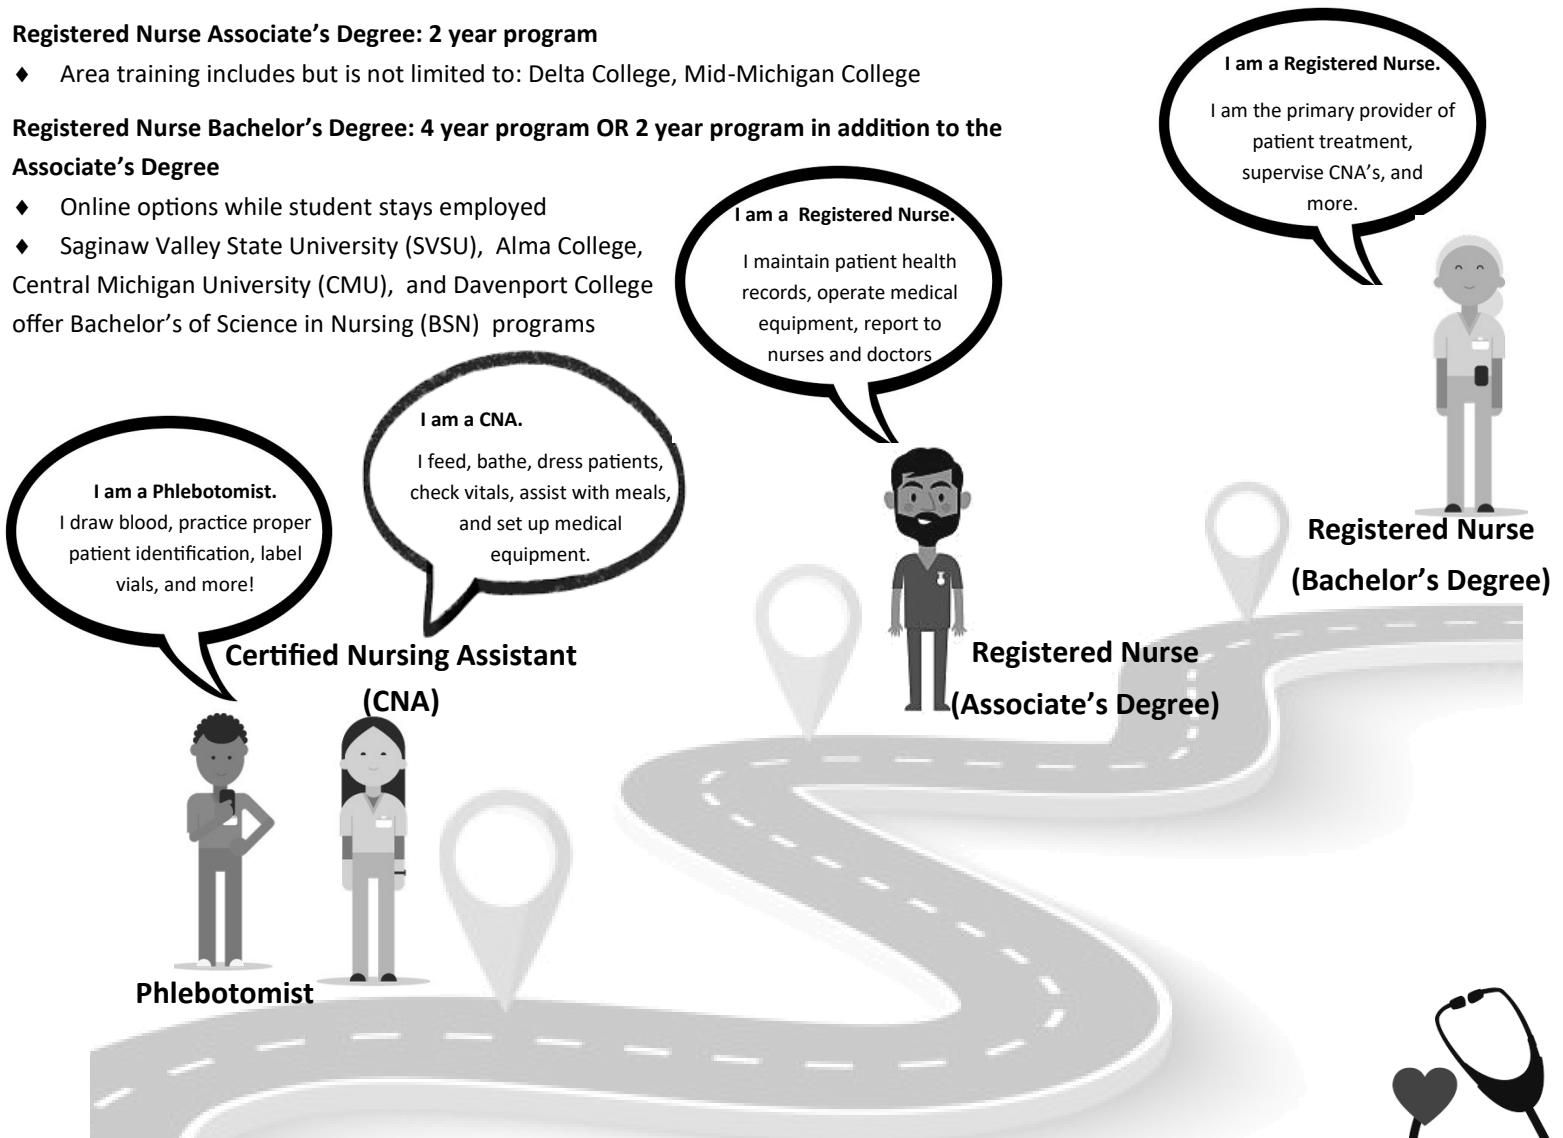 Registered Nurse Associate's Degree: 2 year program
♦ Area training includes but is not limited to: Delta College, Mid-Michigan College
Registered Nurse Bachelor's Degree: 4 year program OR 2 year program in addition to the
Associate's Degree
♦ Online options while student stays employed
♦ Saginaw Valley State University (SVSU), Alma College,
Central Michigan University (CMU), and Davenport College
offer Bachelor's of Science in Nursing (BSN) programs
I am a Registered Nurse.
I am the primary provider of
patient treatment,
supervise CNA's, and
more.
I am a Registered Nurse.
I maintain patient health
records, operate medical
equipment, report to
nurses and doctors
I am a CNA.
I feed, bathe, dress patients,
check vitals, assist with meals,
and set up medical
equipment.
I am a Phlebotomist.
I draw blood, practice proper
patient identification, label
vials, and more!
Registered Nurse
(Bachelor's Degree)
Registered Nurse
(Associate's Degree)
Certified Nursing Assistant
(CNA)
Phlebotomist